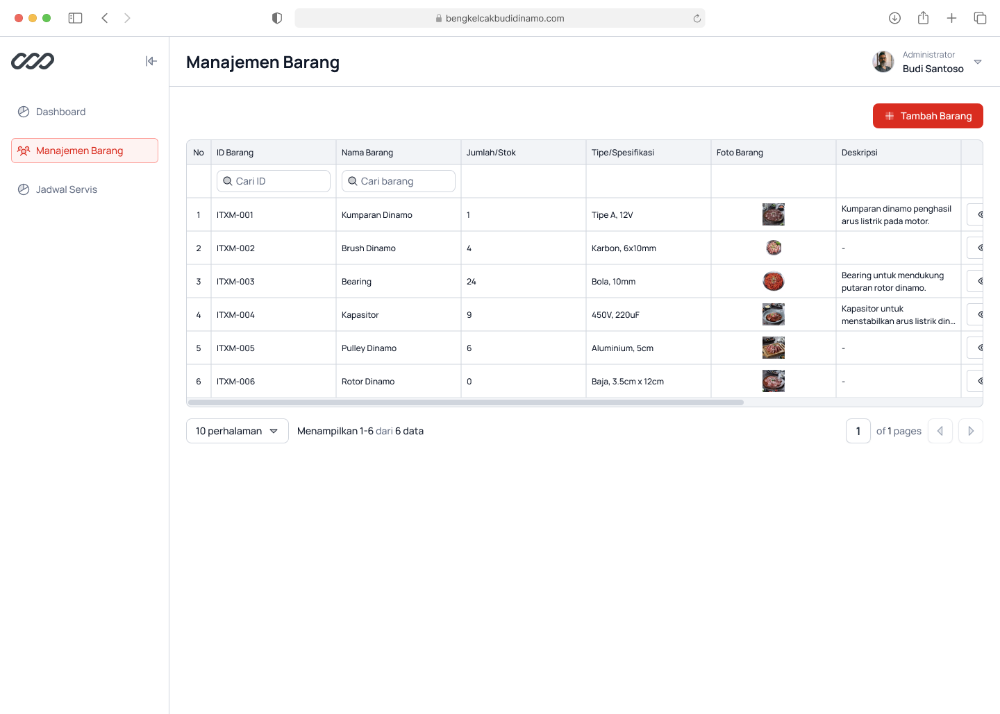 bengkelcakbudidinamo.com
Manajemen Barang
Administrator
Budi Santoso
Dashboard
Manajemen Barang
Jadwal Servis
Tambah Barang
No ID Barang Nama Barang Jumlah/Stok Tipe/Spesifikasi Foto Barang Deskripsi
Cari ID Cari barang
1 ITXM-001 Kumparan Dinamo 1 Tipe A, 12V Kumparan dinamo penghasil
arus listrik pada motor.
2 ITXM-002 Brush Dinamo 4 Karbon, 6x10mm -
3 ITXM-003 Bearing 24 Bola, 10mm Bearing untuk mendukung
putaran rotor dinamo.
4 ITXM-004 Kapasitor 9 450V, 220uF Kapasitor untuk
menstabilkan arus listrik din...
5 ITXM-005 Pulley Dinamo 6 Aluminium, 5cm -
6 ITXM-006 Rotor Dinamo 0 Baja, 3.5cm x 12cm -
10 perhalaman Menampilkan 1-6 dari 6 data 1 of 1 pages